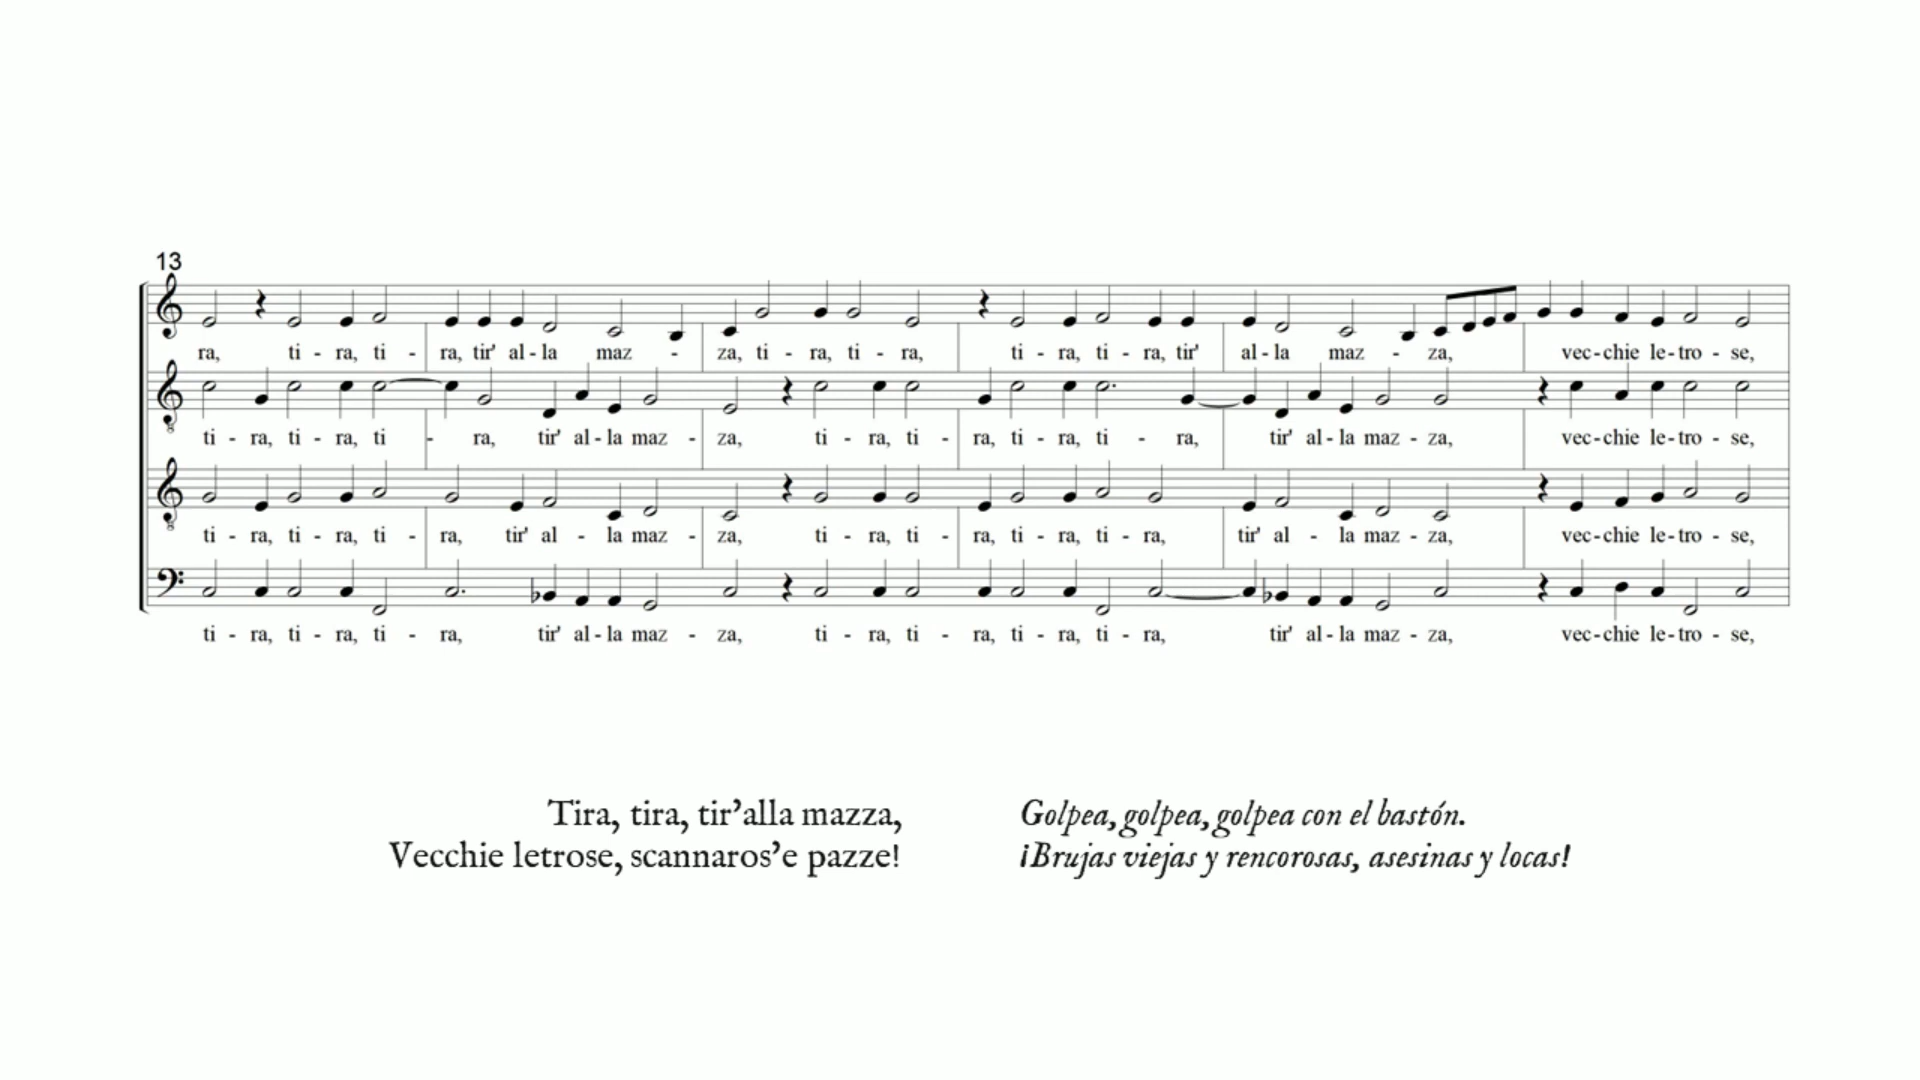 13
ra, ti - ra, ti - ra, tir' al - la maz - za, ti - ra, ti - ra, ti - ra, ti - ra, tir' al - la maz - za, vec - chie le - tro - se,
8
ti - ra, ti - ra, ti - ra, tir' al - la maz - za, ti - ra, ti - ra, ti - ra, ti - ra, tir' al - la maz - za, vec - chie le - tro - se,
8
ti - ra, ti - ra, ti - ra, tir' al - la maz - za, ti - ra, ti - ra, ti - ra, ti - ra, tir' al - la maz - za, vec - chie le - tro - se,
ti - ra, ti - ra, ti - ra, tir' al - la maz - za, ti - ra, ti - ra, ti - ra, ti - ra, tir' al - la maz - za, vec - chie le - tro - se,
Tira, tira, tir’alla mazza,
Vecchie letrose, scannaros’e pazze!
Golpea, golpea, golpea con el bastón.
¡Brujas viejas y rencorosas, asesinas y locas!